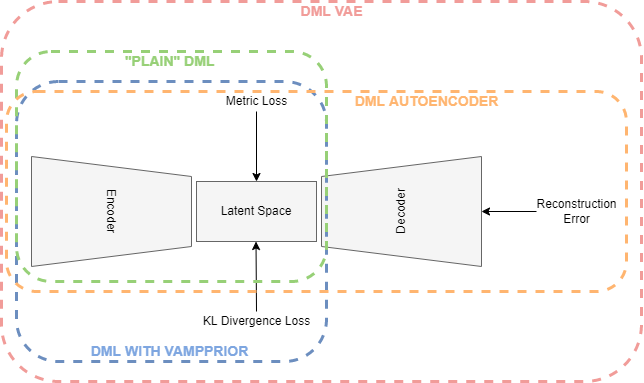 DML VAE
"PLAIN" DML
Metric Loss
DML AUTOENCODER
Encoder
Latent Space
Decoder
Reconstruction
Error
KL Divergence Loss
DML WITH VAMPPRIOR